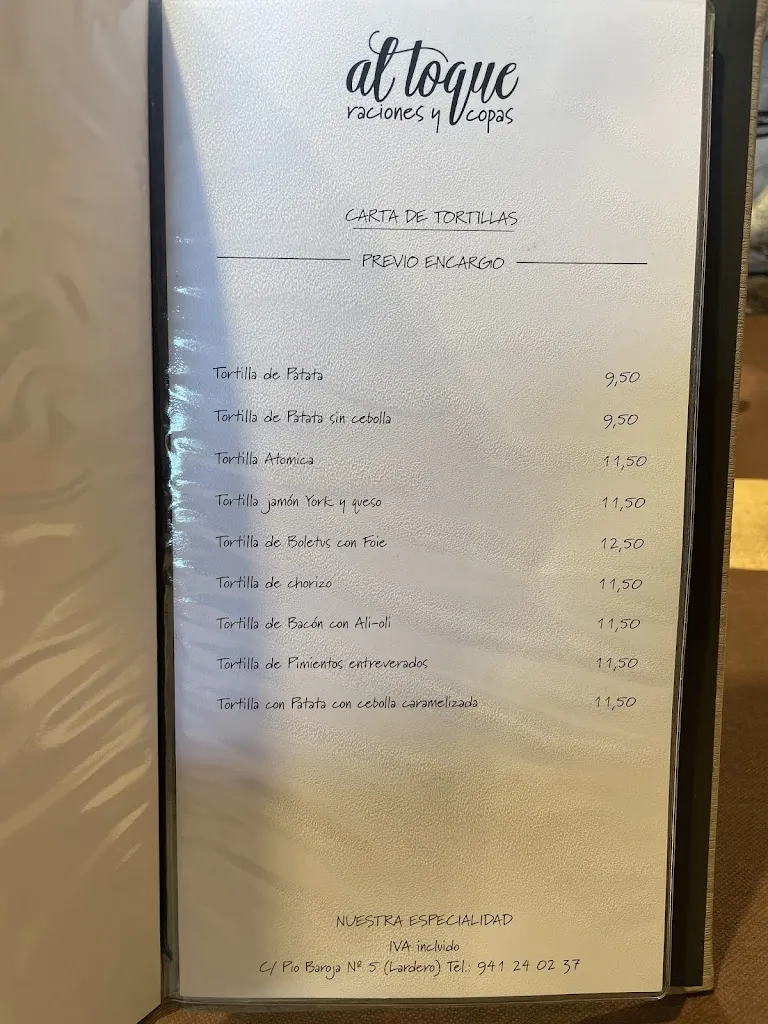 al toque
raciones y copas
CARTA DE TORTILLAS
PREVIO ENCARGO
Tortilla de Patata 9,50
Tortilla de Patata sin cebolla 9,50
Tortilla Atomica 11,50
Tortilla jamón York y queso 11,50
Tortilla de Boletus con Foie 12,50
Tortilla de chorizo 11,50
Tortilla de Bacón con Ali-oli 11,50
Tortilla de Pimientos entreverados 11,50
Tortilla con Patata con cebolla caramelizada 11,50
NUESTRA ESPECIALIDAD
IVA incluido
C/ Pio Baroja Nº 5 (Lardero) Tel.: 941 24 02 37